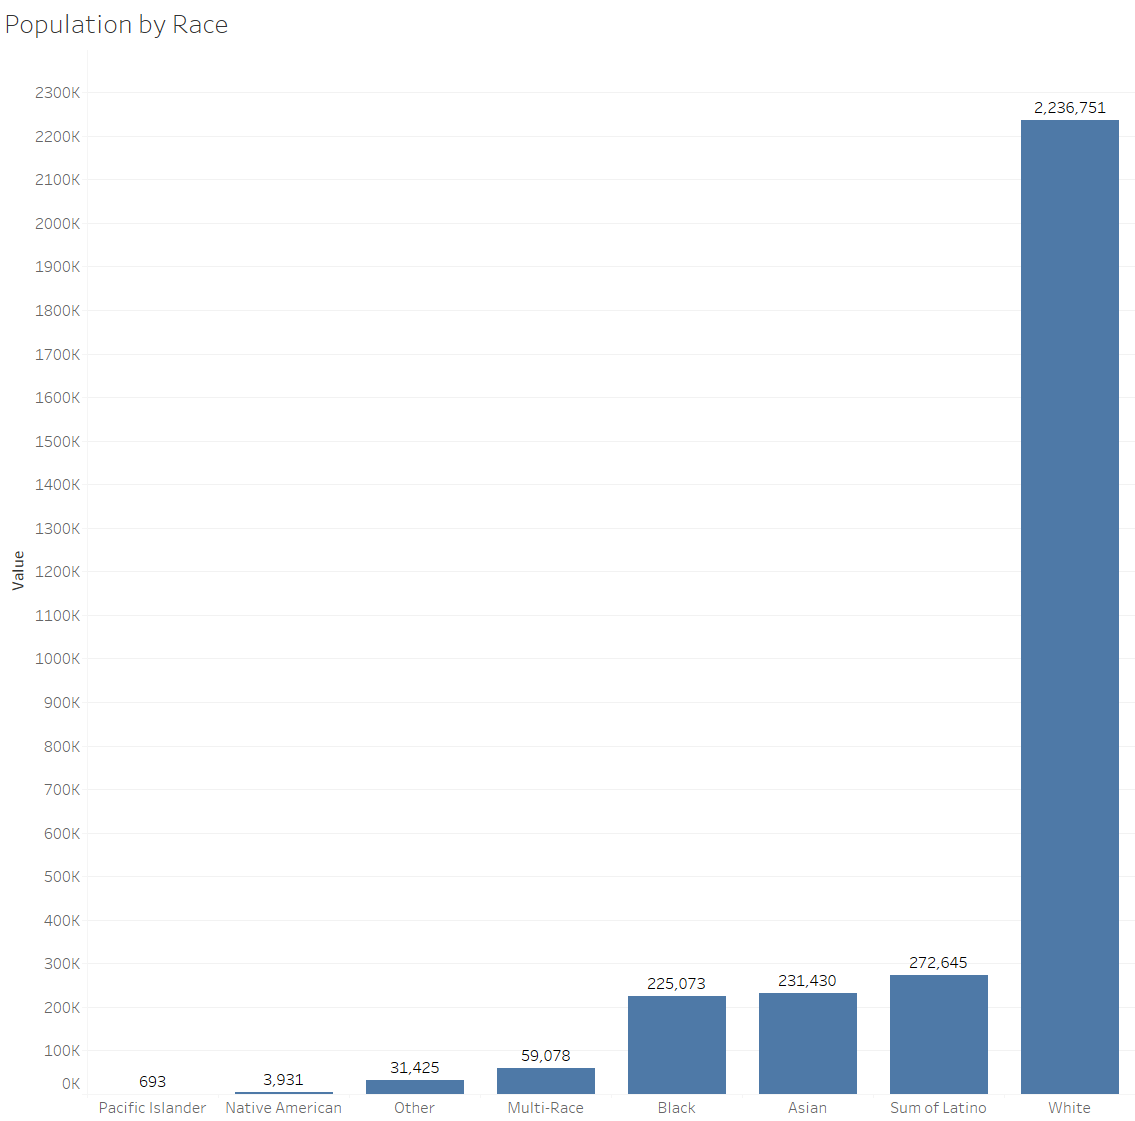 Population by Race
2300K
2200K
2100K
2000K
1900K
1800K
1700K
1600K
1500K
1400K
1300K
1200K
1100K
1000K
900K
800K
700K
600K
500K
400K
300K
200K
100K
0K
Value
693
3,931
31,425
59,078
225,073
231,430
272,645
2,236,751
Pacific Islander
Native American
Other
Multi-Race
Black
Asian
Sum of Latino
White